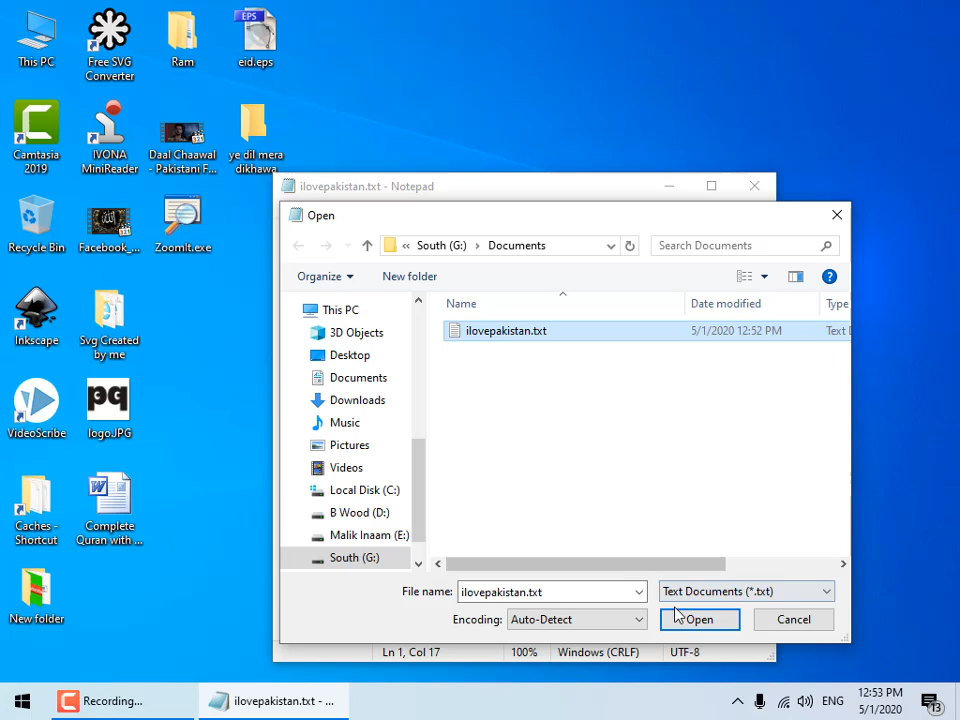 This PC
Free SVG
Converter
Ram
EPS
eid.eps
Camtasia
2019
IVONA
MiniReader
Daal Chaawal
- Pakistani F...
ye dil mera
dikhawa
Recycle Bin
Facebook_...
Zoomit.exe
Inkscape
Svg Created
by me
VideoScribe
pq
logo.JPG
Caches -
Shortcut
Complete
Quran with ...
New folder
ilovepakistan.txt - Notepad
Open
« South (G:) › Documents
Search Documents
Organize
New folder
Name
Date modified
Type
ilovepakistan.txt
5/1/2020 12:52 PM
Text D
This PC
3D Objects
Desktop
Documents
Downloads
Music
Pictures
Videos
Local Disk (C:)
B Wood (D:)
Malik Inaam (E:)
South (G:)
File name:
ilovepakistan.txt
Text Documents (*.txt)
Encoding:
Auto-Detect
Open
Cancel
Ln 1, Col 17
100%
Windows (CRLF)
UTF-8
Recording...
ilovepakistan.txt - ...
ENG
12:53 PM
5/1/2020
13